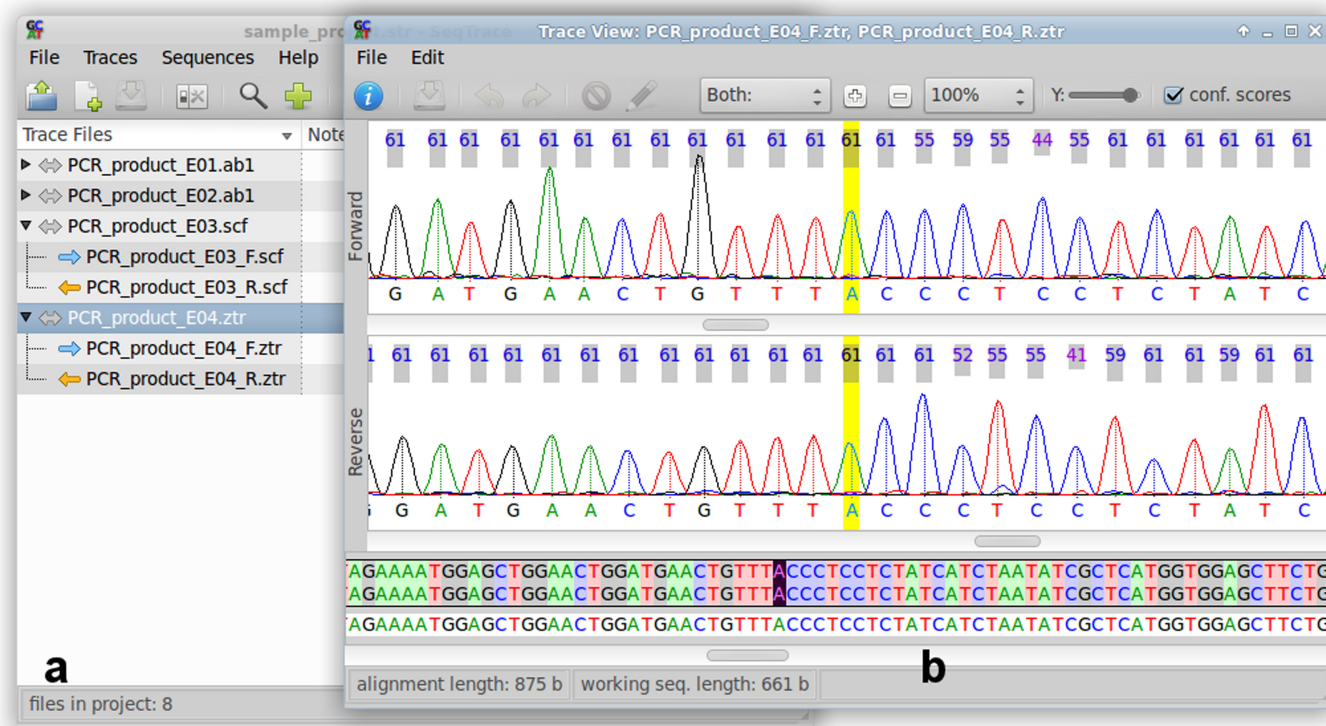 sample_pro .str - SeqTrace
File Traces Sequences Help
Trace Files Note
PCR_product_E01.ab1
PCR_product_E02.ab1
PCR_product_E03.scf
PCR_product_E03_F.scf
PCR_product_E03_R.scf
PCR_product_E04.ztr
PCR_product_E04_F.ztr
PCR_product_E04_R.ztr
a
files in project: 8
Trace View: PCR_product_E04_F.ztr, PCR_product_E04_R.ztr
File Edit
Both: 100% Y: conf. scores
Forward
61 61 61 61 61 61 61 61 61 61 61 61 61 61 55 59 55 44 55 61 61 61 61 61 61
G A T G A A C T G T T T A C C C T C C T C T A T C
Reverse
61 61 61 61 61 61 61 61 61 61 61 61 61 61 61 52 55 55 41 59 61 61 59 61 61
G A T G A A C T G T T T A C C C T C C T C T A T C
TAGAAAATGGAGCTGGAACTGGATGAACTGTTTACCCTCCTCTATCATCTAATATCGCTCATGGTGGAGCTTCTG
TAGAAAATGGAGCTGGAACTGGATGAACTGTTTACCCTCCTCTATCATCTAATATCGCTCATGGTGGAGCTTCTG
TAGAAAATGGAGCTGGAACTGGATGAACTGTTTACCCTCCTCTATCATCTAATATCGCTCATGGTGGAGCTTCTG
b
alignment length: 875 b working seq. length: 661 b